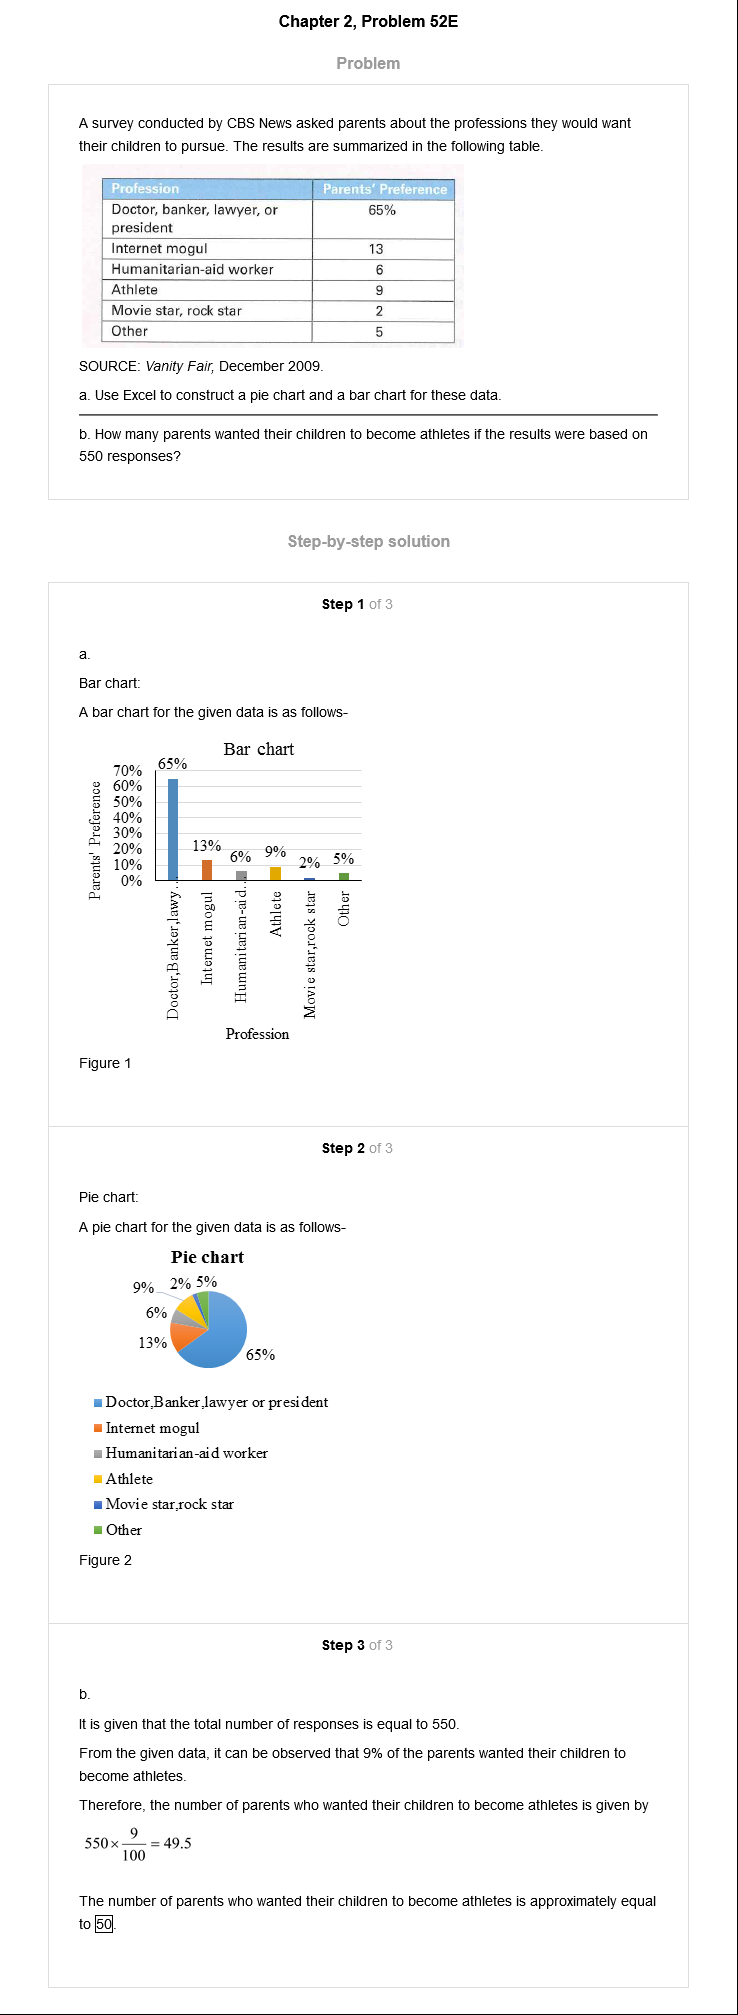 Chapter 2, Problem 52E
Problem
A survey conducted by CBS News asked parents about the professions they would want
their children to pursue. The results are summarized in the following table.
Profession Parents' Preference
Doctor, banker, lawyer, or 65%
president
Internet mogul 13
Humanitarian-aid worker 6
Athlete 9
Movie star, rock star 2
Other 5
SOURCE: Vanity Fair, December 2009.
a. Use Excel to construct a pie chart and a bar chart for these data.
b. How many parents wanted their children to become athletes if the results were based on
550 responses?
Step-by-step solution
Step 1 of 3
a.
Bar chart:
A bar chart for the given data is as follows-
Bar chart
Parents' Preference
70%
60%
50%
40%
30%
20%
10%
0%
65%
13%
6%
9%
2%
5%
Doctor,Banker,lawy...
Internet mogul
Humanitarian-aid...
Athlete
Movie star,rock star
Other
Profession
Figure 1
Step 2 of 3
Pie chart:
A pie chart for the given data is as follows-
Pie chart
9% 2% 5%
6%
13%
65%
Doctor,Banker,lawyer or president
Internet mogul
Humanitarian-aid worker
Athlete
Movie star,rock star
Other
Figure 2
Step 3 of 3
b.
It is given that the total number of responses is equal to 550.
From the given data, it can be observed that 9% of the parents wanted their children to
become athletes.
Therefore, the number of parents who wanted their children to become athletes is given by
550 × 9/100 = 49.5
The number of parents who wanted their children to become athletes is approximately equal
to 50.